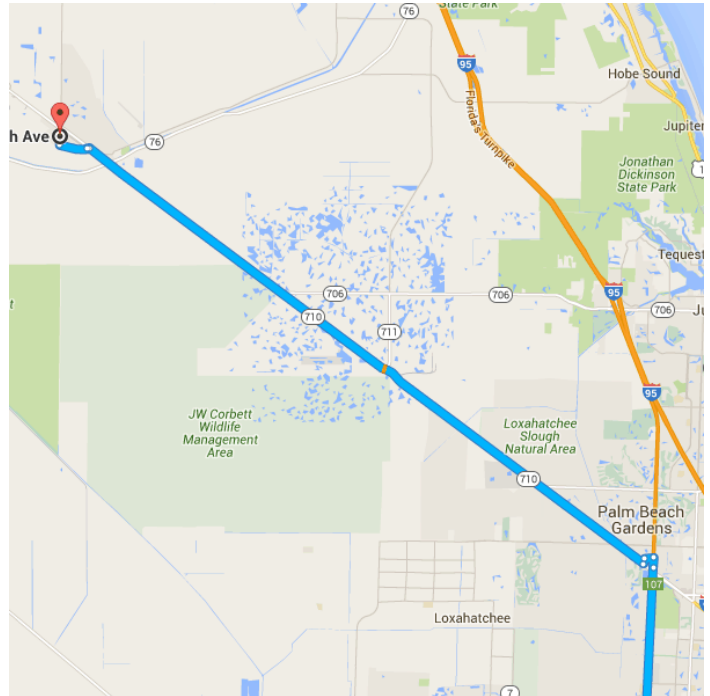 State Park
76
95
Hobe Sound
Florida's Turnpike
Jupiter
h Ave
76
Jonathan
Dickinson
State Park
1
Tequest
706
706
95
706
Ju
710
711
95
JW Corbett
Wildlife
Management
Area
Loxahatchee
Slough
Natural Area
710
Palm Beach
Gardens
107
Loxahatchee
7